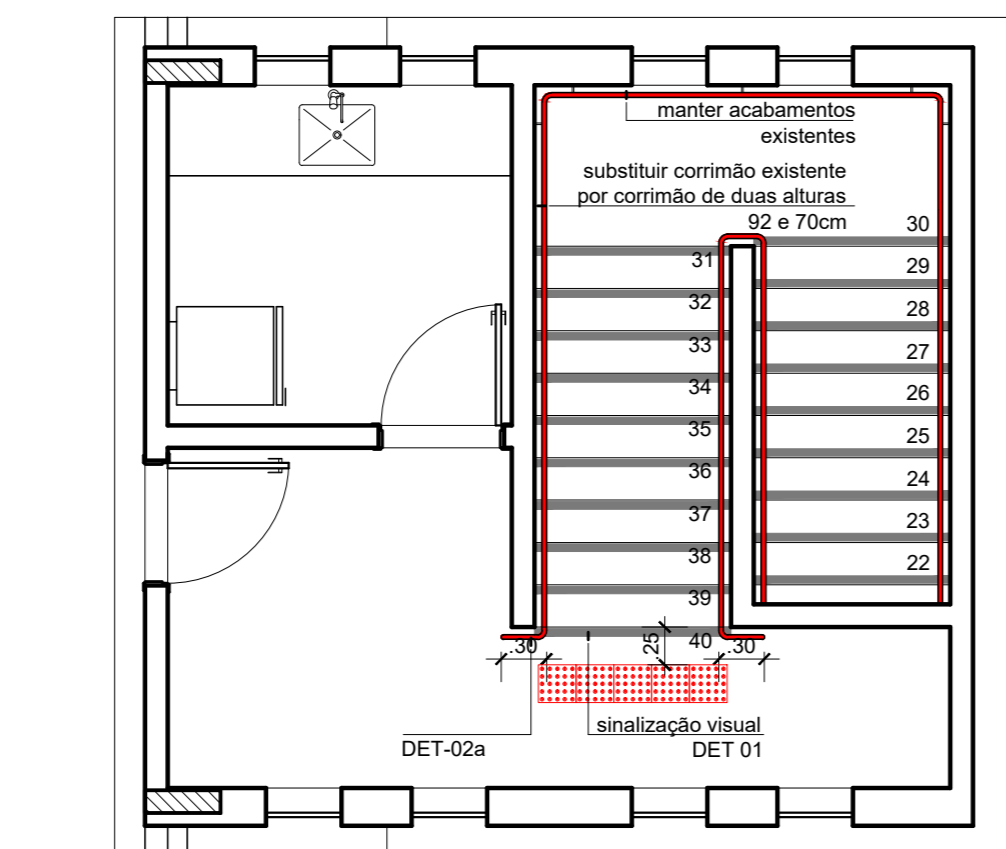 manter acabamentos
existentes
substituir corrimão existente
por corrimão de duas alturas
92 e 70cm
30
31
29
32
28
33
27
34
26
35
25
36
24
37
23
38
22
39
40
.30
.25
.30
sinalização visual
DET-02a
DET 01